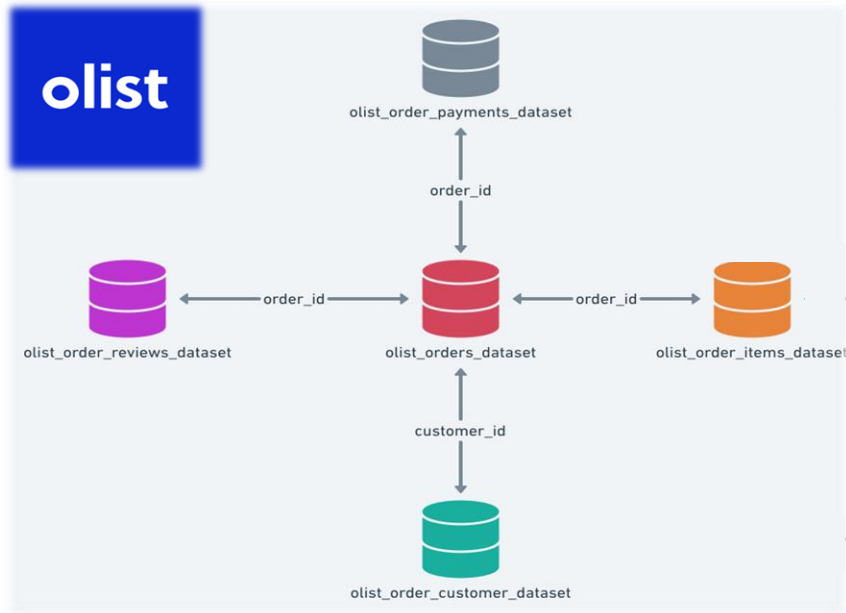 olist
olist_order_payments_dataset
order_id
order_id
order_id
olist_order_reviews_dataset
olist_orders_dataset
olist_order_items_dataset
customer_id
olist_order_customer_dataset